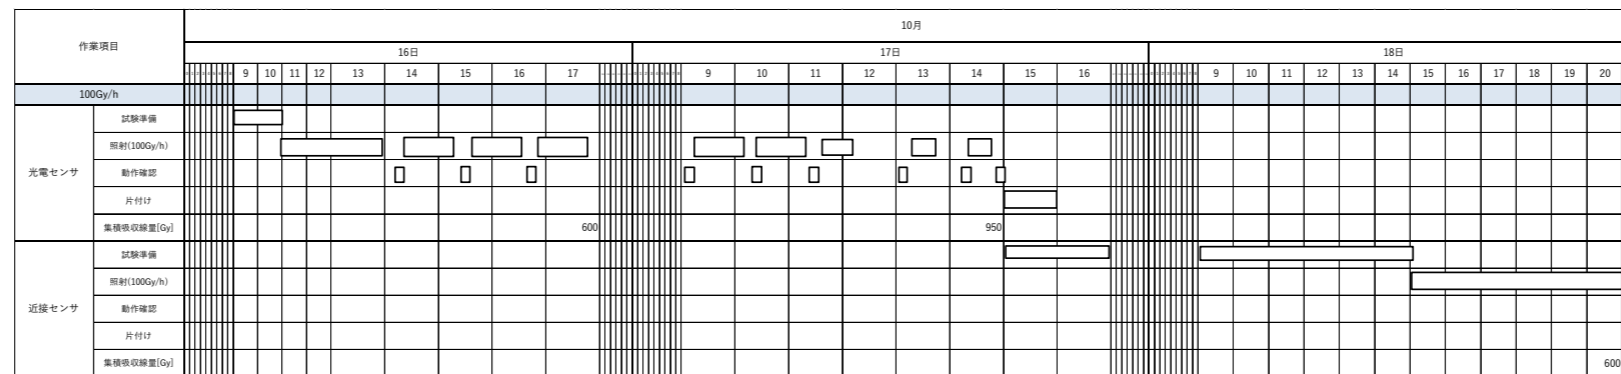 10月
作業項目
16日 17日 18日
9 10 11 12 13 14 15 16 17 9 10 11 12 13 14 15 16 9 10 11 12 13 14 15 16 17 18 19 20
100Gy/h
光電センサ
試験準備
照射(100Gy/h)
動作確認
片付け
集積吸収線量[Gy] 600 950
近接センサ
試験準備
照射(100Gy/h)
動作確認
片付け
集積吸収線量[Gy] 600